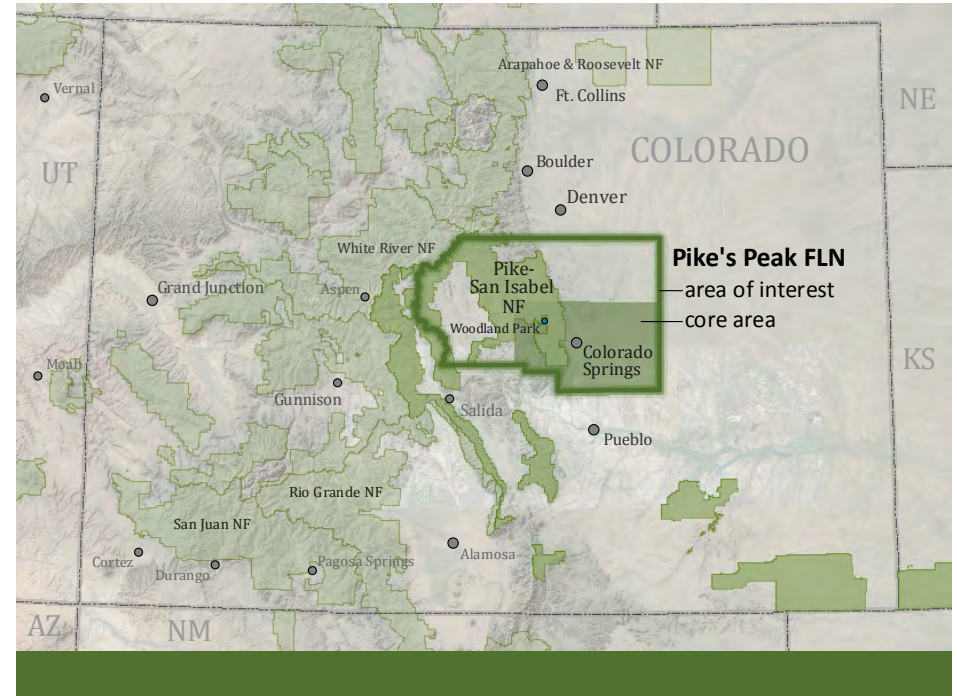 Arapahoe & Roosevelt NF
Vernal
Ft. Collins
NE
COLORADO
Boulder
UT
Denver
White River NF
Pike's Peak FLN
Pike-
San Isabel
NF
area of interest
Grand Junction
Aspen
core area
Woodland Park
Colorado
Springs
KS
Moab
Gunnison
Salida
Pueblo
Rio Grande NF
San Juan NF
Cortez
Durango
Pagosa Springs
Alamosa
AZ
NM